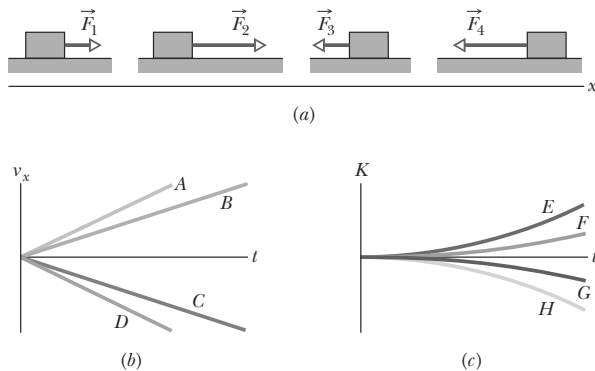 F₁ F₂ F₃ F₄
x
(a)
vₓ K
A E
B F
t t
C G
D H
(b) (c)